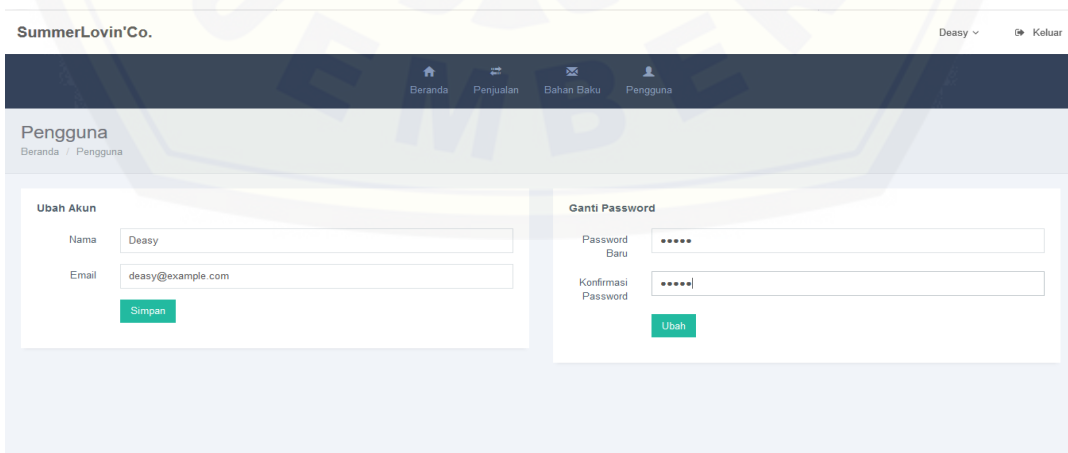 SummerLovin'Co.
Deasy
Keluar
Beranda
Penjualan
Bahan Baku
Pengguna
Pengguna
Beranda / Pengguna
Ubah Akun
Nama
Deasy
Email
deasy@example.com
Simpan
Ganti Password
Password
Baru
•••••
Konfirmasi
Password
•••••
Ubah
EMBER